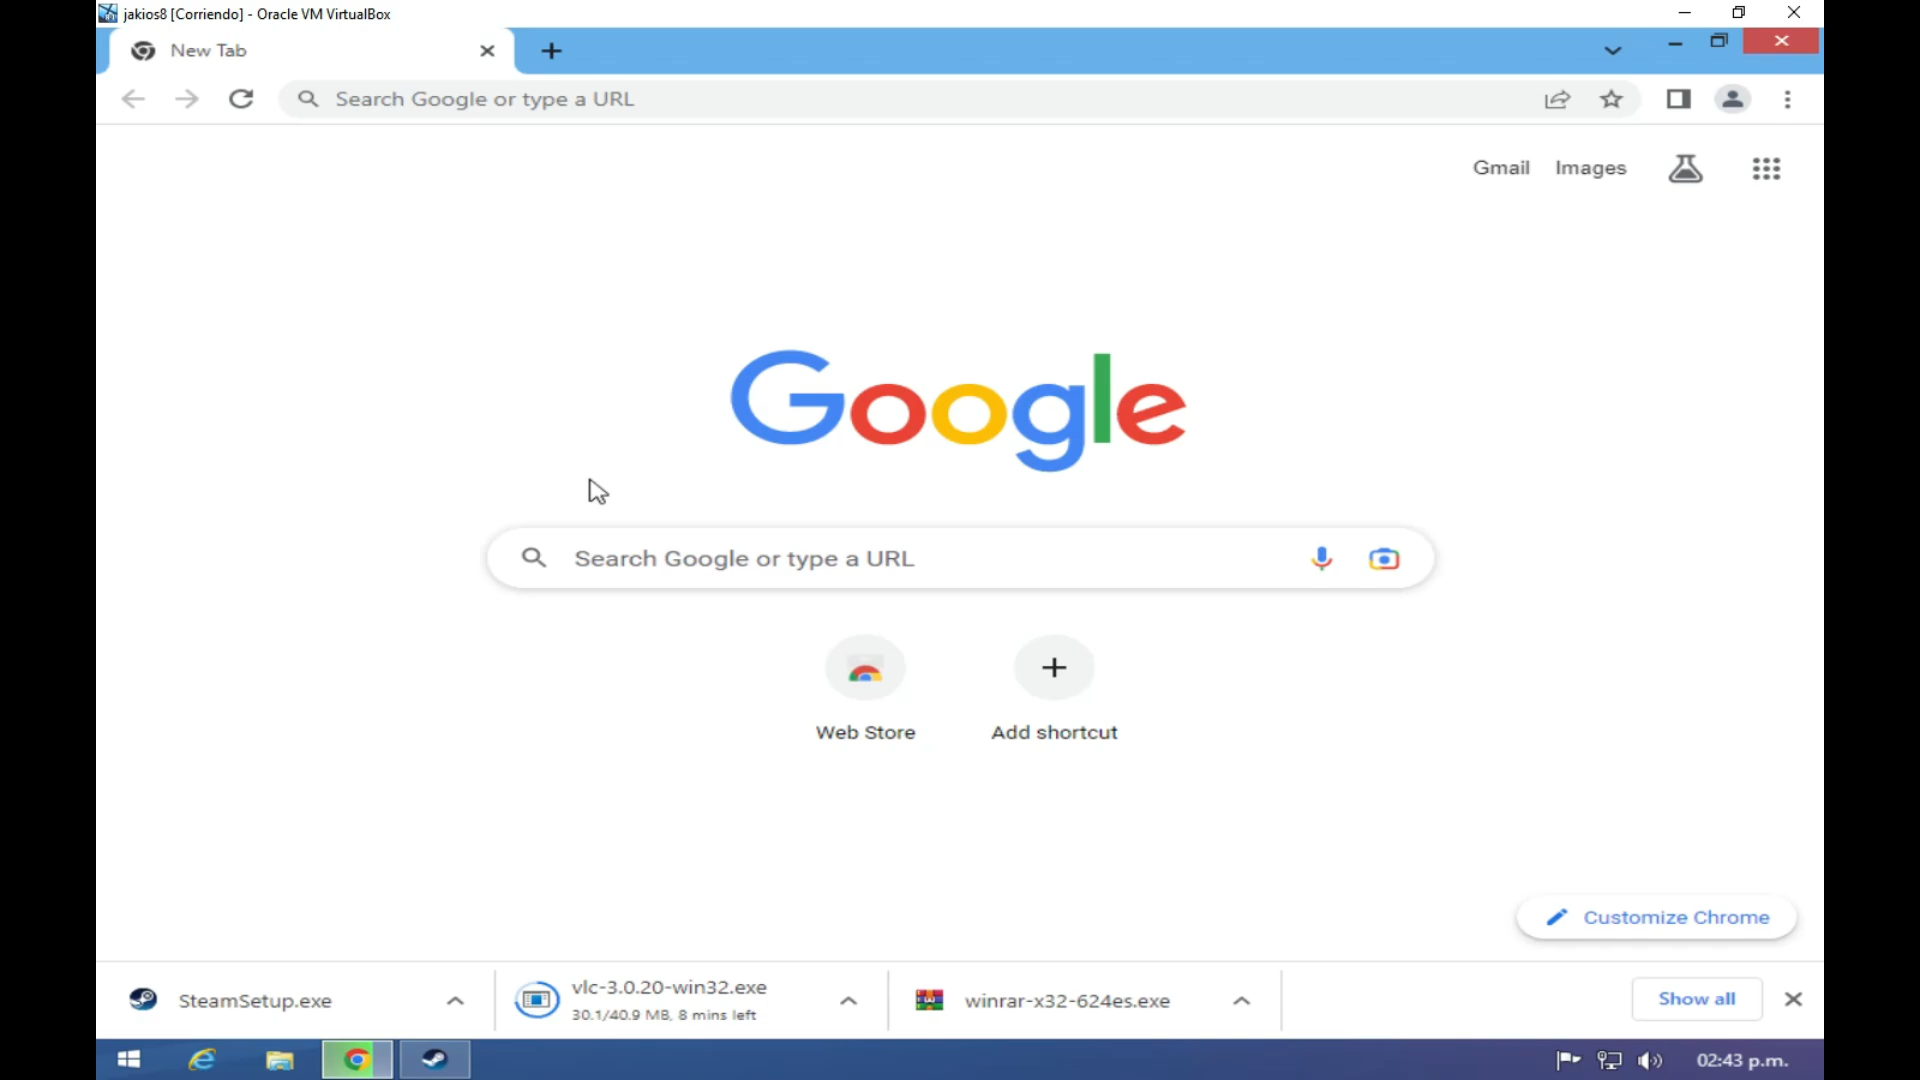 jakios8 [Corriendo] - Oracle VM VirtualBox
New Tab
Search Google or type a URL
Gmail Images
Google
Search Google or type a URL
Web Store
Add shortcut
Customize Chrome
SteamSetup.exe
vlc-3.0.20-win32.exe
30.1/40.9 MB, 8 mins left
winrar-x32-624es.exe
Show all
02:43 p.m.